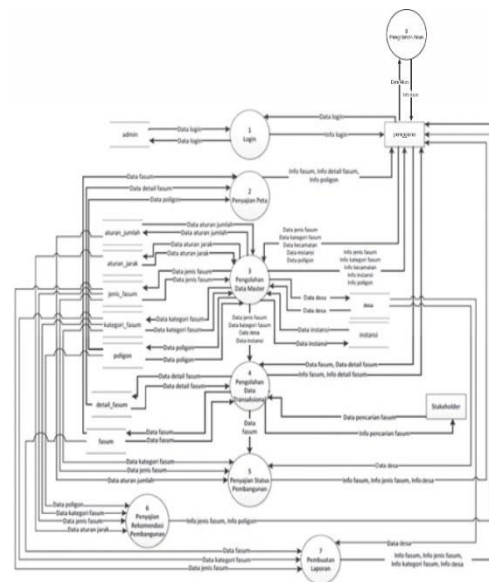 Data login
admin
Data login
Data login
1
Login
Info login
Data fasum
Data detail fasum
Data poligon
2
Penyajian Peta
Info fasum, Info detail fasum,
Info poligon
aturan_jumlah
Data aturan jumlah
Data aturan jumlah
aturan_jarak
Data aturan jarak
Data aturan jarak
jenis_fasum
Data jenis fasum
Data jenis fasum
3
Pengolahan
Data Master
Data jenis fasum
Data kategori fasum
Data kecamatan
Data instansi
Data poligon
Info jenis fasum
Info kategori fasum
Info kecamatan
Info instansi
Info poligon
Data desa
Data desa
desa
kategori_fasum
Data kategori fasum
Data kategori fasum
Data instansi
Data instansi
instansi
poligon
Data poligon
Data poligon
Data jenis fasum
Data kategori fasum
Data desa
Data instansi
detail_fasum
Data detail fasum
Data detail fasum
4
Pengolahan
Data
Transaksional
Data fasum, Data detail fasum
Info fasum, Info detail fasum
Stakeholder
Data pencarian fasum
Info pencarian fasum
fasum
Data fasum
Data fasum
Data
fasum
Data kategori fasum
Data jenis fasum
Data aturan jumlah
5
Penyajian Status
Pembangunan
Data desa
Info fasum, Info jenis fasum, Info desa
Data poligon
Data kategori fasum
Data jenis fasum
Data aturan jarak
6
Penyajian
Rekomendasi
Pembangunan
Info jenis fasum, Info poligon
Data fasum
Data kategori fasum
Data jenis fasum
7
Pembuatan
Laporan
Data desa
Info fasum, Info jenis fasum,
Info kategori fasum, Info desa